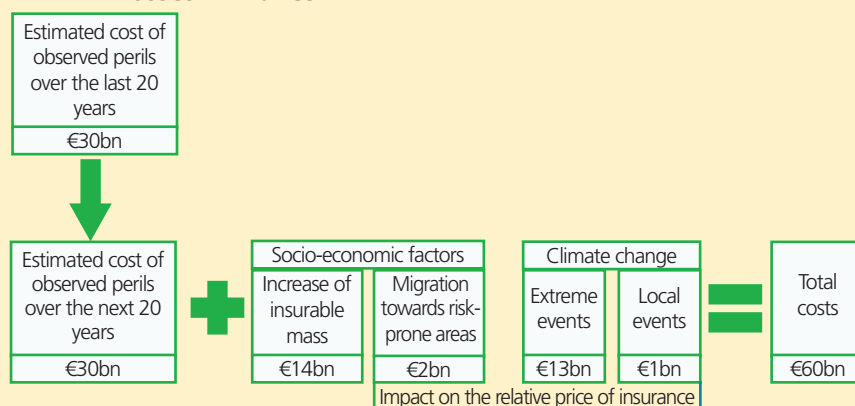 Estimated cost of
observed perils
over the last 20
years
€30bn
Estimated cost of
observed perils
over the next 20
years
€30bn
Socio-economic factors
Increase of
insurable
mass
€14bn
Migration
towards risk-
prone areas
€2bn
Climate change
Extreme
events
€13bn
Local
events
€1bn
Total
costs
€60bn
Impact on the relative price of insurance